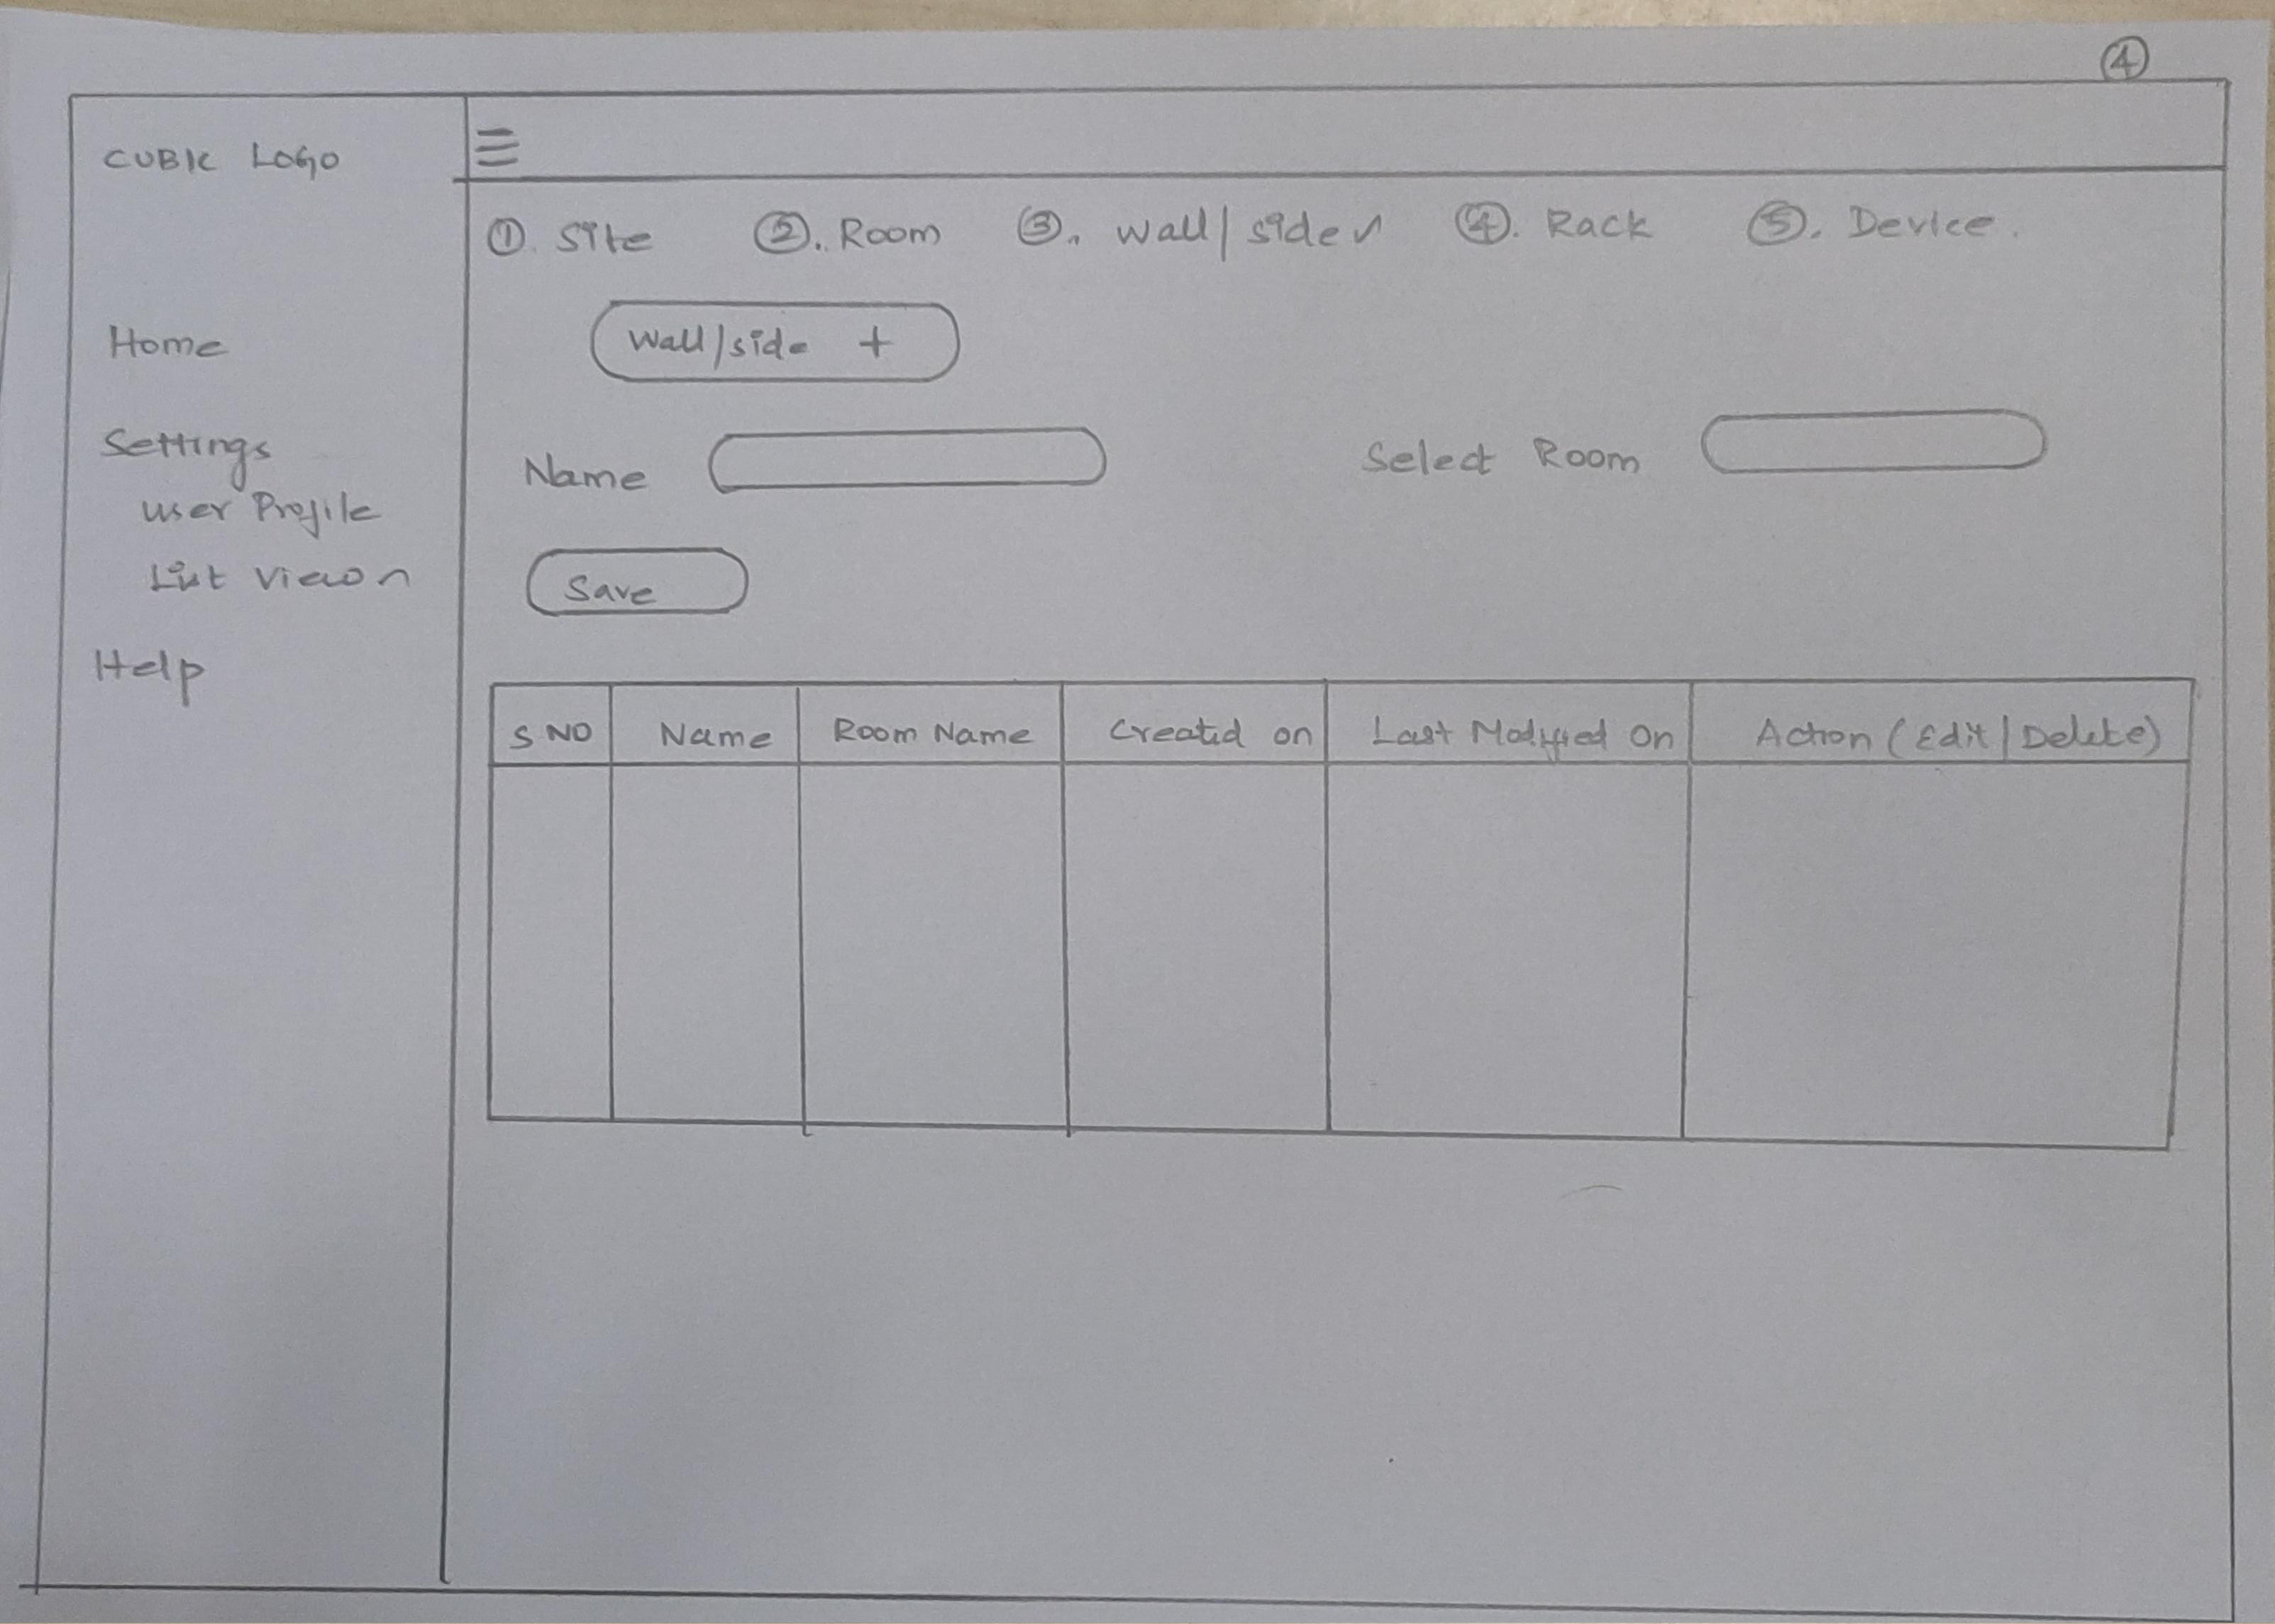 ④
CUBIC LOGO
① Site ②. Room ③. Wall/side ✓ ④. Rack ⑤. Device.
Wall/side +
Home
Name Select Room
Settings
User Profile
List View
Save
Help
S NO Name Room Name Created on Last Modified On Action (Edit/Delete)